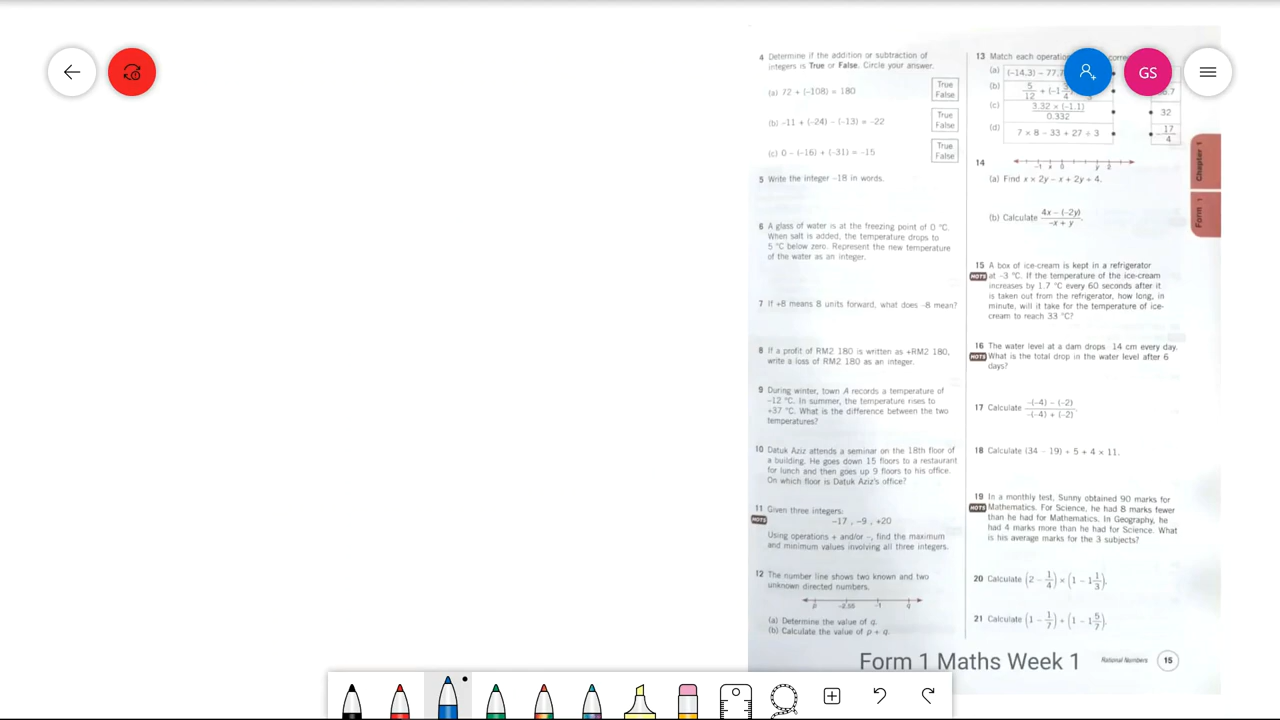 4 Determine if the addition or subtraction of
integers is True or False. Circle your answer.
(a) 72 + (-108) = 180
True
False
(b) -11 + (-24) - (-13) = -22
True
False
(c) 0 - (-16) + (-31) = -15
True
False
5 Write the integer -18 in words.
6 A glass of water is at the freezing point of 0 °C.
When salt is added, the temperature drops to
5 °C below zero. Represent the new temperature
of the water as an integer.
7 If +8 means 8 units forward, what does -8 mean?
8 If a profit of RM2 180 is written as +RM2 180,
write a loss of RM2 180 as an integer.
9 During winter, town A records a temperature of
-12 °C. In summer, the temperature rises to
+37 °C. What is the difference between the two
temperatures?
10 Datuk Aziz attends a seminar on the 18th floor of
a building. He goes down 15 floors to a restaurant
for lunch and then goes up 9 floors to his office.
On which floor is Datuk Aziz's office?
11 Given three integers:
HOTS
-17 , -9 , +20
Using operations + and/or -, find the maximum
and minimum values involving all three integers.
12 The number line shows two known and two
unknown directed numbers.
p -2.55 -1 q
(a) Determine the value of q.
(b) Calculate the value of p + q.
13 Match each operation
(a) (-14.3) - 77.7
(b) 5/12 + (-1
(c) 3.32 × (-1.1)
0.332
32
(d) 7 × 8 - 33 + 27 ÷ 3
-17/4
14
-1 x 0 y 2
(a) Find x × 2y - x + 2y ÷ 4.
(b) Calculate 4x - (-2y)
-x + y
15 A box of ice-cream is kept in a refrigerator
HOTS at -3 °C. If the temperature of the ice-cream
increases by 1.7 °C every 60 seconds after it
is taken out from the refrigerator, how long, in
minute, will it take for the temperature of ice-
cream to reach 33 °C?
16 The water level at a dam drops 14 cm every day.
HOTS What is the total drop in the water level after 6
days?
17 Calculate -(-4) - (-2)
-(-4) + (-2)
18 Calculate (34 - 19) ÷ 5 + 4 × 11.
19 In a monthly test, Sunny obtained 90 marks for
HOTS Mathematics. For Science, he had 8 marks fewer
than he had for Mathematics. In Geography, he
had 4 marks more than he had for Science. What
is his average marks for the 3 subjects?
20 Calculate (2 - 1/4) × (1 - 1 1/3).
21 Calculate (1 - 1/7) ÷ (1 - 1 5/7).
Chapter 1
Form 1
Rational Numbers 15
Form 1 Maths Week 1
GS